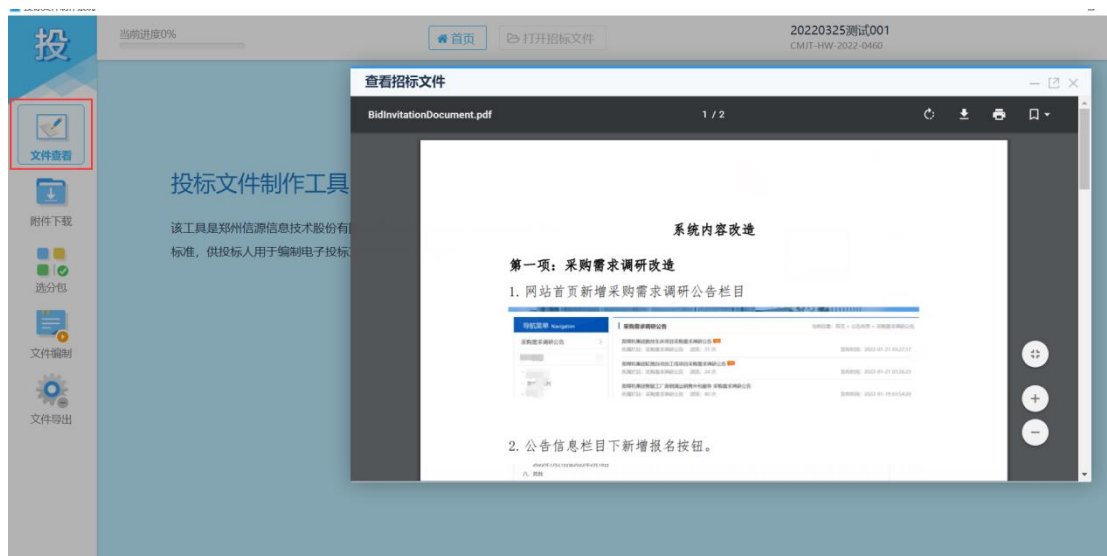 投
当前进度0%
首页
打开招标文件
20220325测试001
CMJT-HW-2022-0460
文件查看
附件下载
选分包
文件编制
文件导出
投标文件制作工具
该工具是郑州信源信息技术股份有
标准，供投标人用于编制电子投标
查看招标文件
BidInvitationDocument.pdf
1 / 2
系统内容改造
第一项：采购需求调研改造
1. 网站首页新增采购需求调研公告栏目
导航菜单 Navigation
采购需求调研公告
采购需求调研公告
2. 公告信息栏目下新增报名按钮。